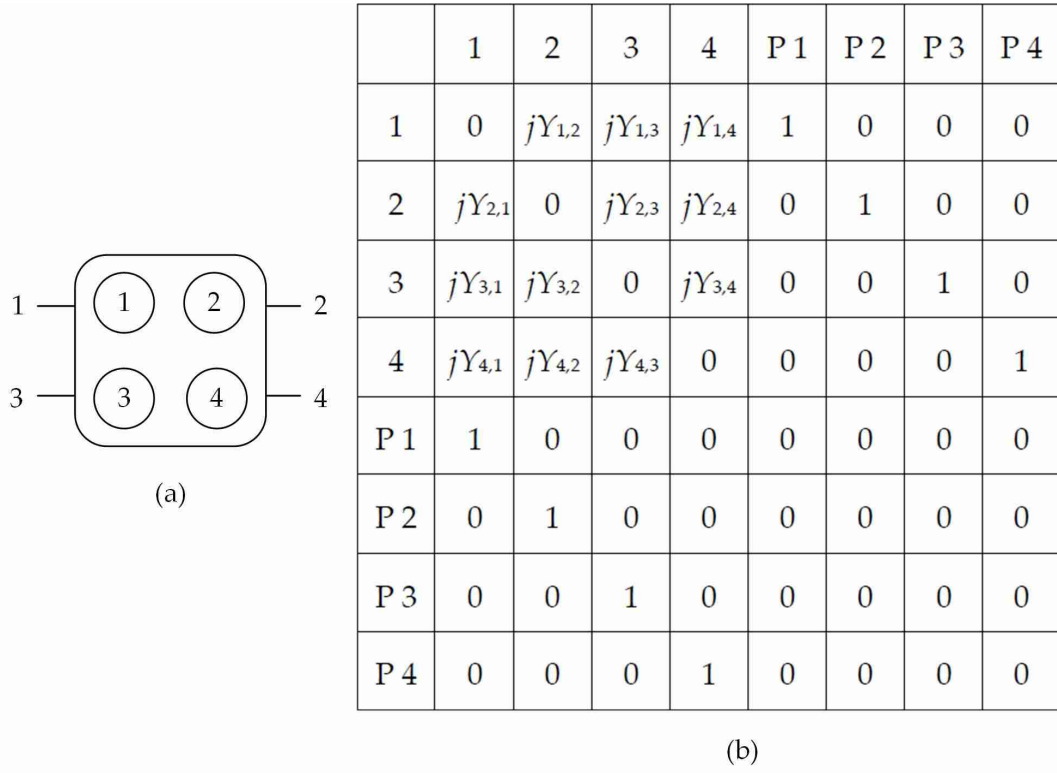 1 1 2 2
3 3 4 4
(a)
1 2 3 4 P 1 P 2 P 3 P 4
1 0 jY1,2 jY1,3 jY1,4 1 0 0 0
2 jY2,1 0 jY2,3 jY2,4 0 1 0 0
3 jY3,1 jY3,2 0 jY3,4 0 0 1 0
4 jY4,1 jY4,2 jY4,3 0 0 0 0 1
P 1 1 0 0 0 0 0 0 0
P 2 0 1 0 0 0 0 0 0
P 3 0 0 1 0 0 0 0 0
P 4 0 0 0 1 0 0 0 0
(b)